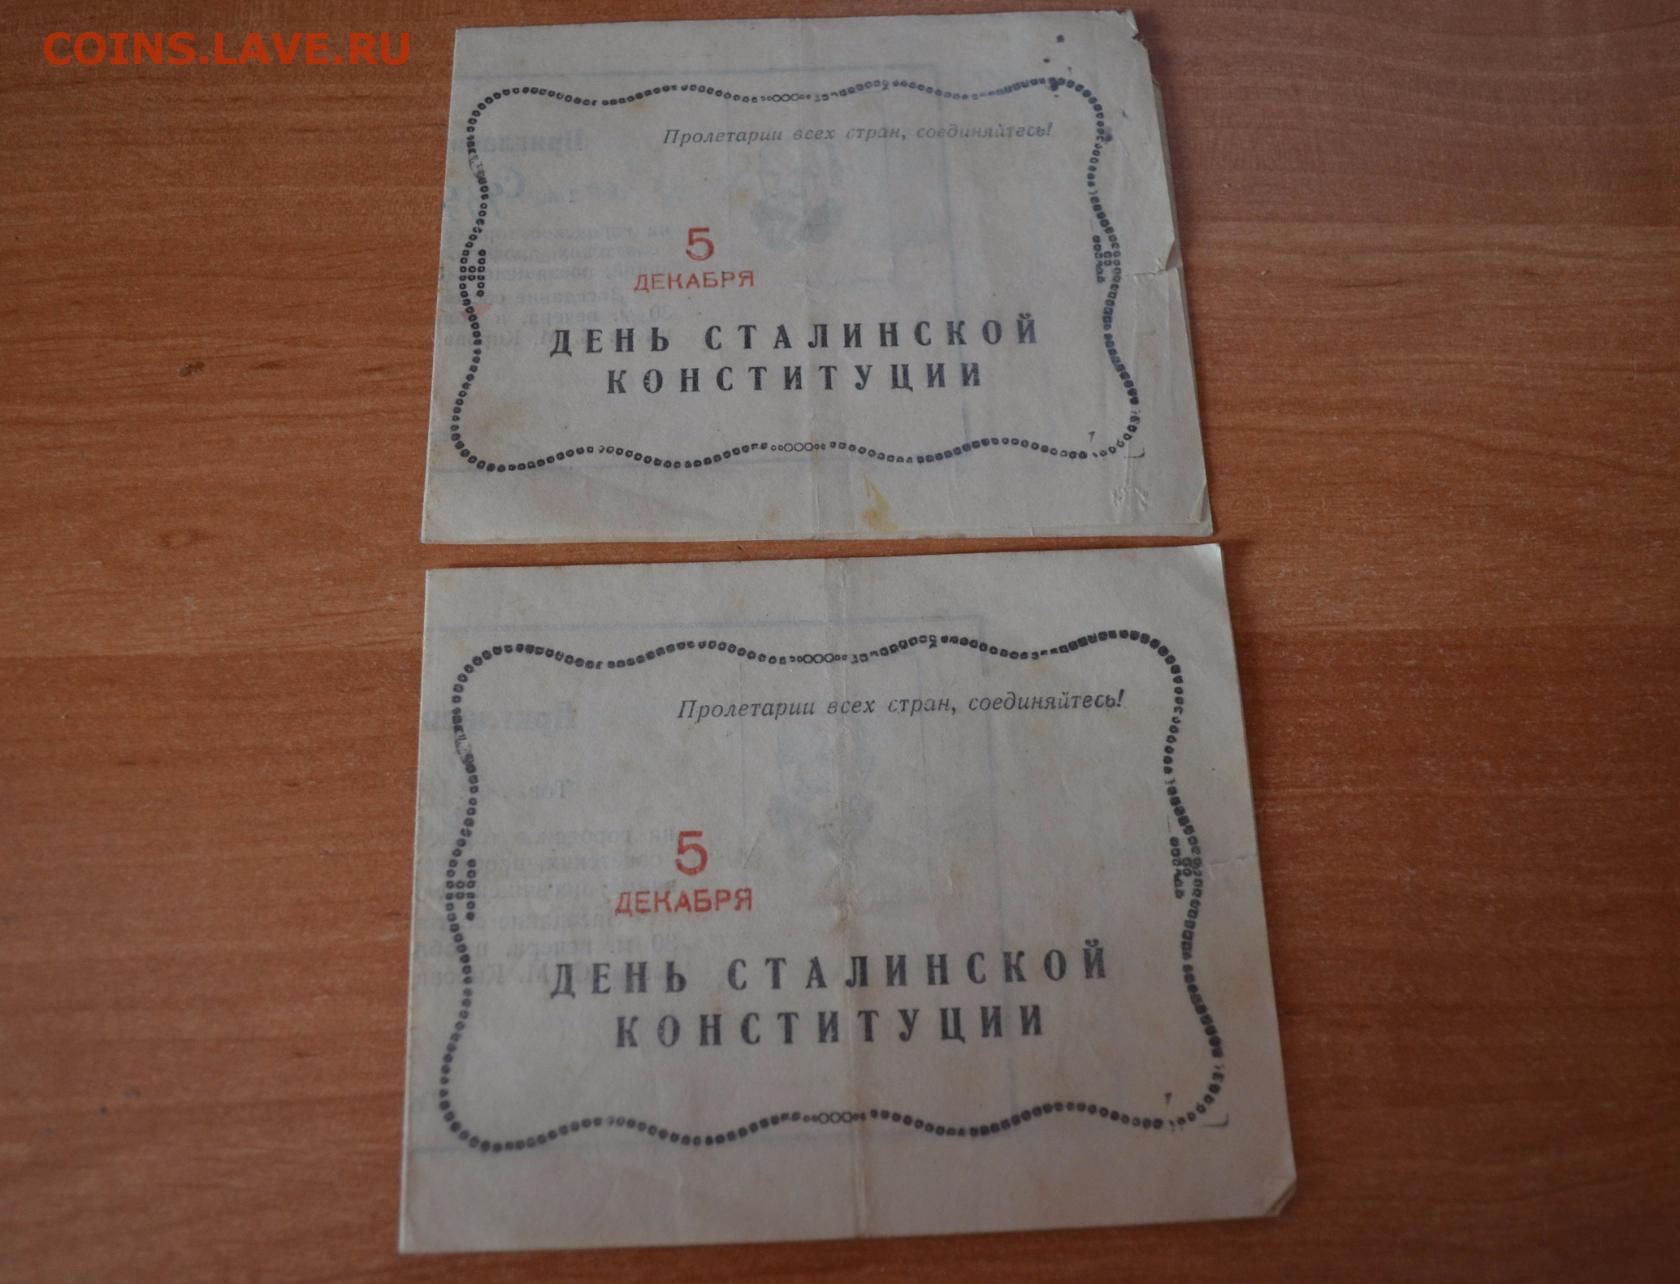 COINS.LAVE.RU
Пролетарии всех стран, соединяйтесь!
5
ДЕКАБРЯ
ДЕНЬ СТАЛИНСКОЙ
КОНСТИТУЦИИ
Пролетарии всех стран, соединяйтесь!
5
ДЕКАБРЯ
ДЕНЬ СТАЛИНСКОЙ
КОНСТИТУЦИИ